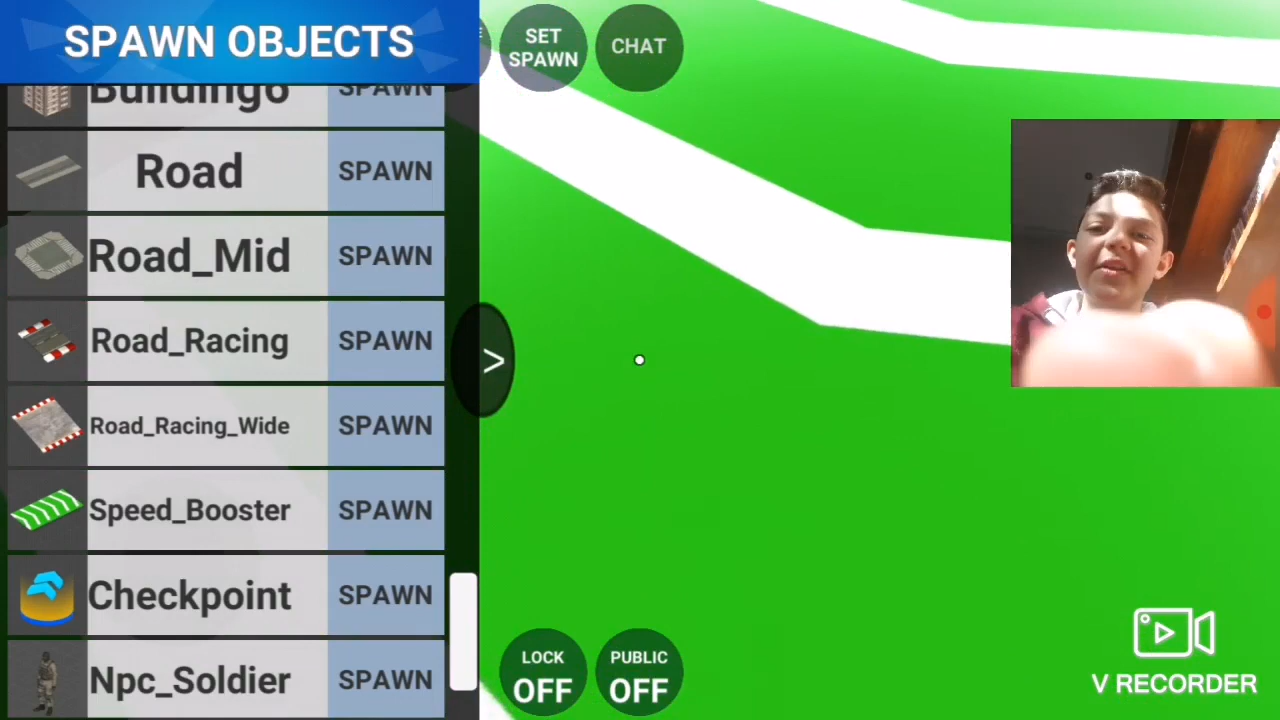 SPAWN OBJECTS
SET
SPAWN
CHAT
Building6
SPAWN
Road
SPAWN
Road_Mid
SPAWN
Road_Racing
SPAWN
>
Road_Racing_Wide
SPAWN
Speed_Booster
SPAWN
Checkpoint
SPAWN
Npc_Soldier
SPAWN
LOCK
OFF
PUBLIC
OFF
V RECORDER